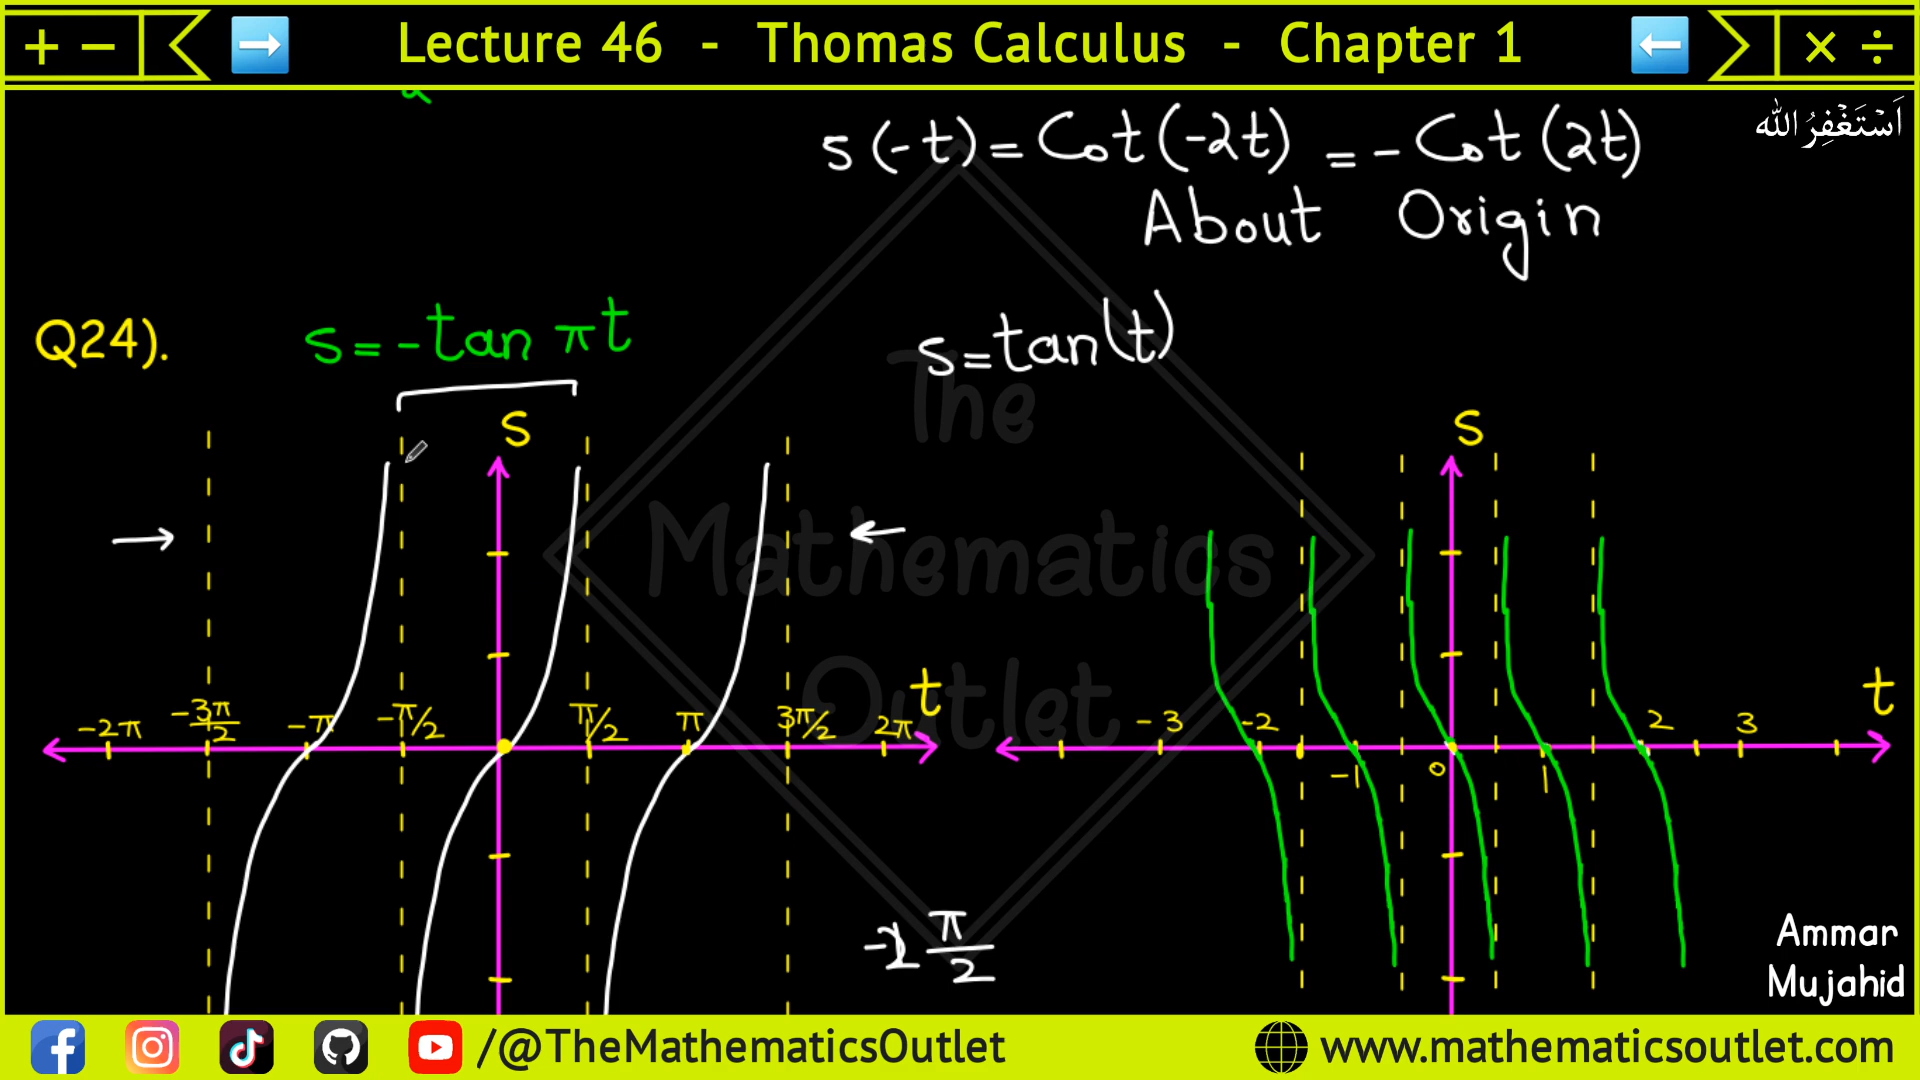 + − Lecture 46 - Thomas Calculus - Chapter 1 × ÷
أَسْتَغْفِرُ الله
s(-t) = Cot(-2t) = -Cot(2t)
About Origin
Q24). s = -tan πt s = tan(t)
The
Mathematics
Outlet
s s
-2π -3π/2 -π -π/2 π/2 π 3π/2 2π t
-3 -2 -1 0 1 2 3 t
π/2
Ammar
Mujahid
/@TheMathematicsOutlet www.mathematicsoutlet.com